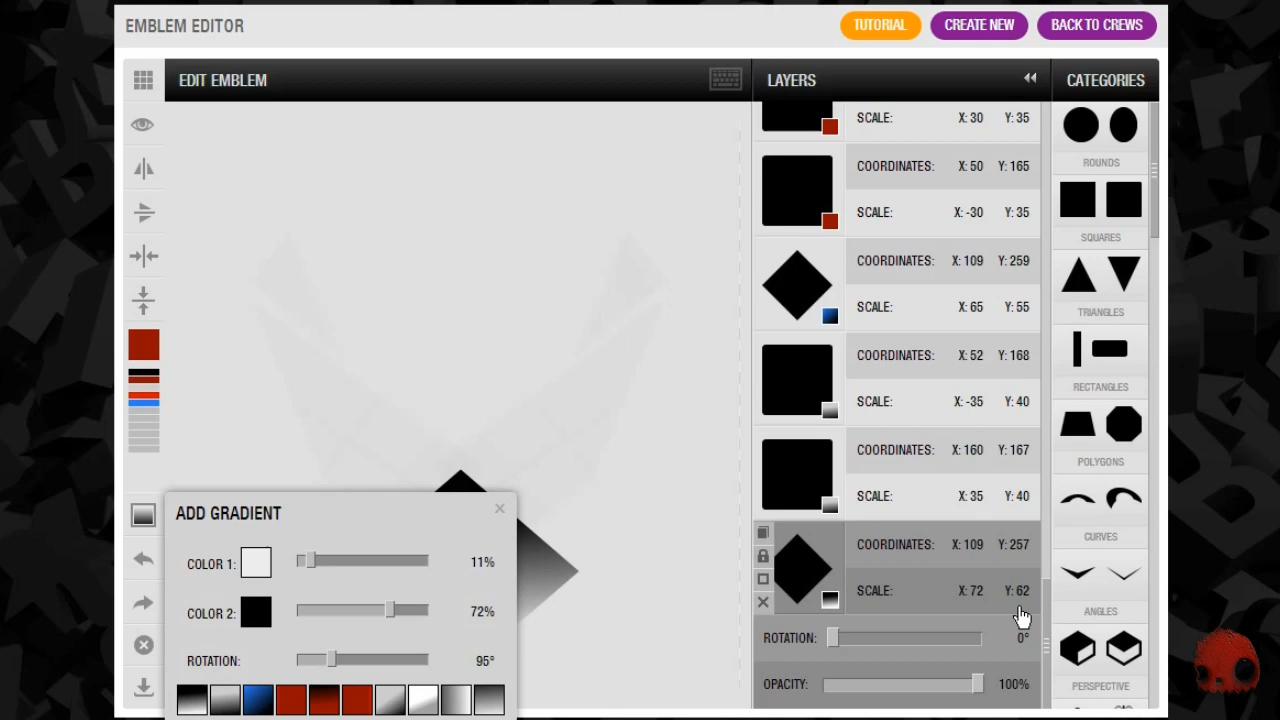 EMBLEM EDITOR
TUTORIAL
CREATE NEW
BACK TO CREWS
EDIT EMBLEM
LAYERS
CATEGORIES
SCALE: X: 30 Y: 35
COORDINATES: X: 50 Y: 165
SCALE: X: -30 Y: 35
COORDINATES: X: 109 Y: 259
SCALE: X: 65 Y: 55
COORDINATES: X: 52 Y: 168
SCALE: X: -35 Y: 40
COORDINATES: X: 160 Y: 167
SCALE: X: 35 Y: 40
COORDINATES: X: 109 Y: 257
SCALE: X: 72 Y: 62
ROTATION: 0°
OPACITY: 100%
ROUNDS
SQUARES
TRIANGLES
RECTANGLES
POLYGONS
CURVES
ANGLES
PERSPECTIVE
ADD GRADIENT
COLOR 1: 11%
COLOR 2: 72%
ROTATION: 95°